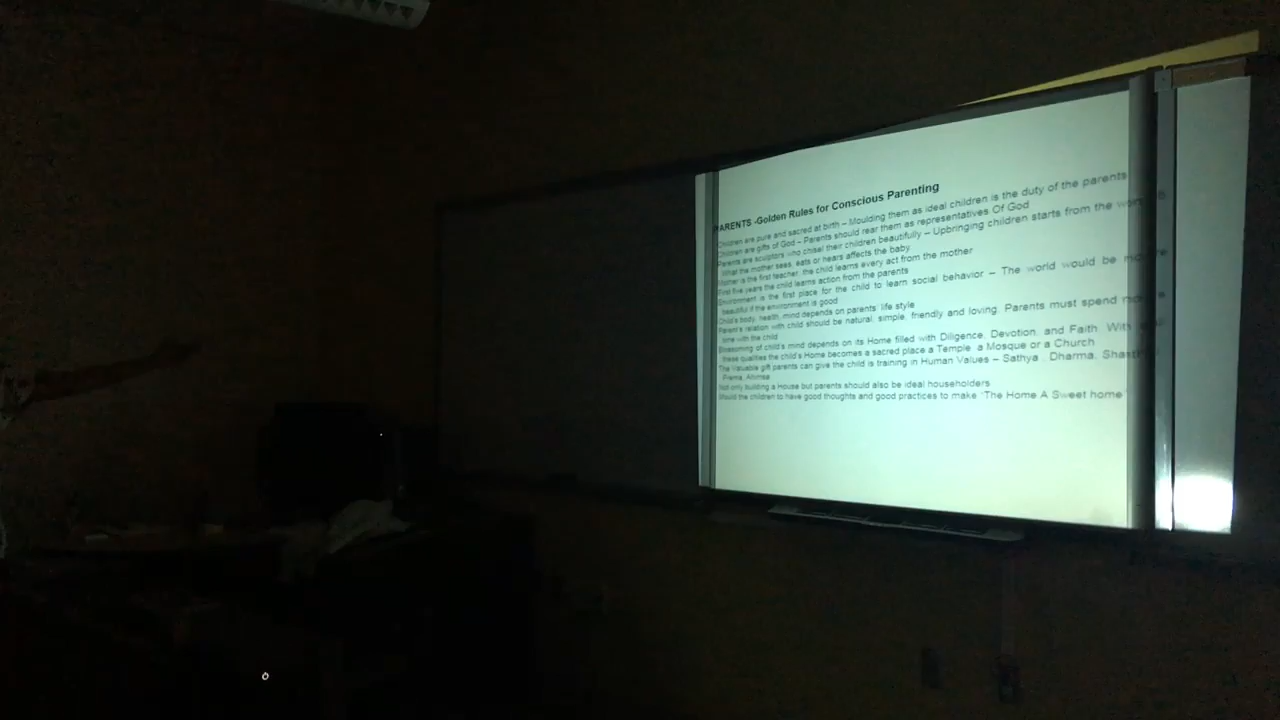 PARENTS -Golden Rules for Conscious Parenting
Children are pure and sacred at birth – Moulding them as ideal children is the duty of the parents
Children are gifts of God – Parents should rear them as representatives Of God
Parents are sculptors who chisel their children beautifully – Upbringing children starts from the
What the mother sees, eats or hears affects the baby.
Mother is the first teacher, the child learns every act from the mother
First five years the child learns action from the parents
Environment is the first place for the child to learn social behavior – The world would be more
beautiful if the environment is good
Child's body, health, mind depends on parents' life style
Parent's relation with child should be natural, simple, friendly and loving. Parents must spend
time with the child
Blossoming of child's mind depends on its Home filled with Diligence, Devotion, and Faith. With
these qualities the child's Home becomes a sacred place a Temple, a Mosque or a Church
The Valuable gift parents can give the child is training in Human Values – Sathya , Dharma,
Prema, Ahimsa
Not only building a House but parents should also be ideal householders
Mould the children to have good thoughts and good practices to make "The Home A Sweet home"